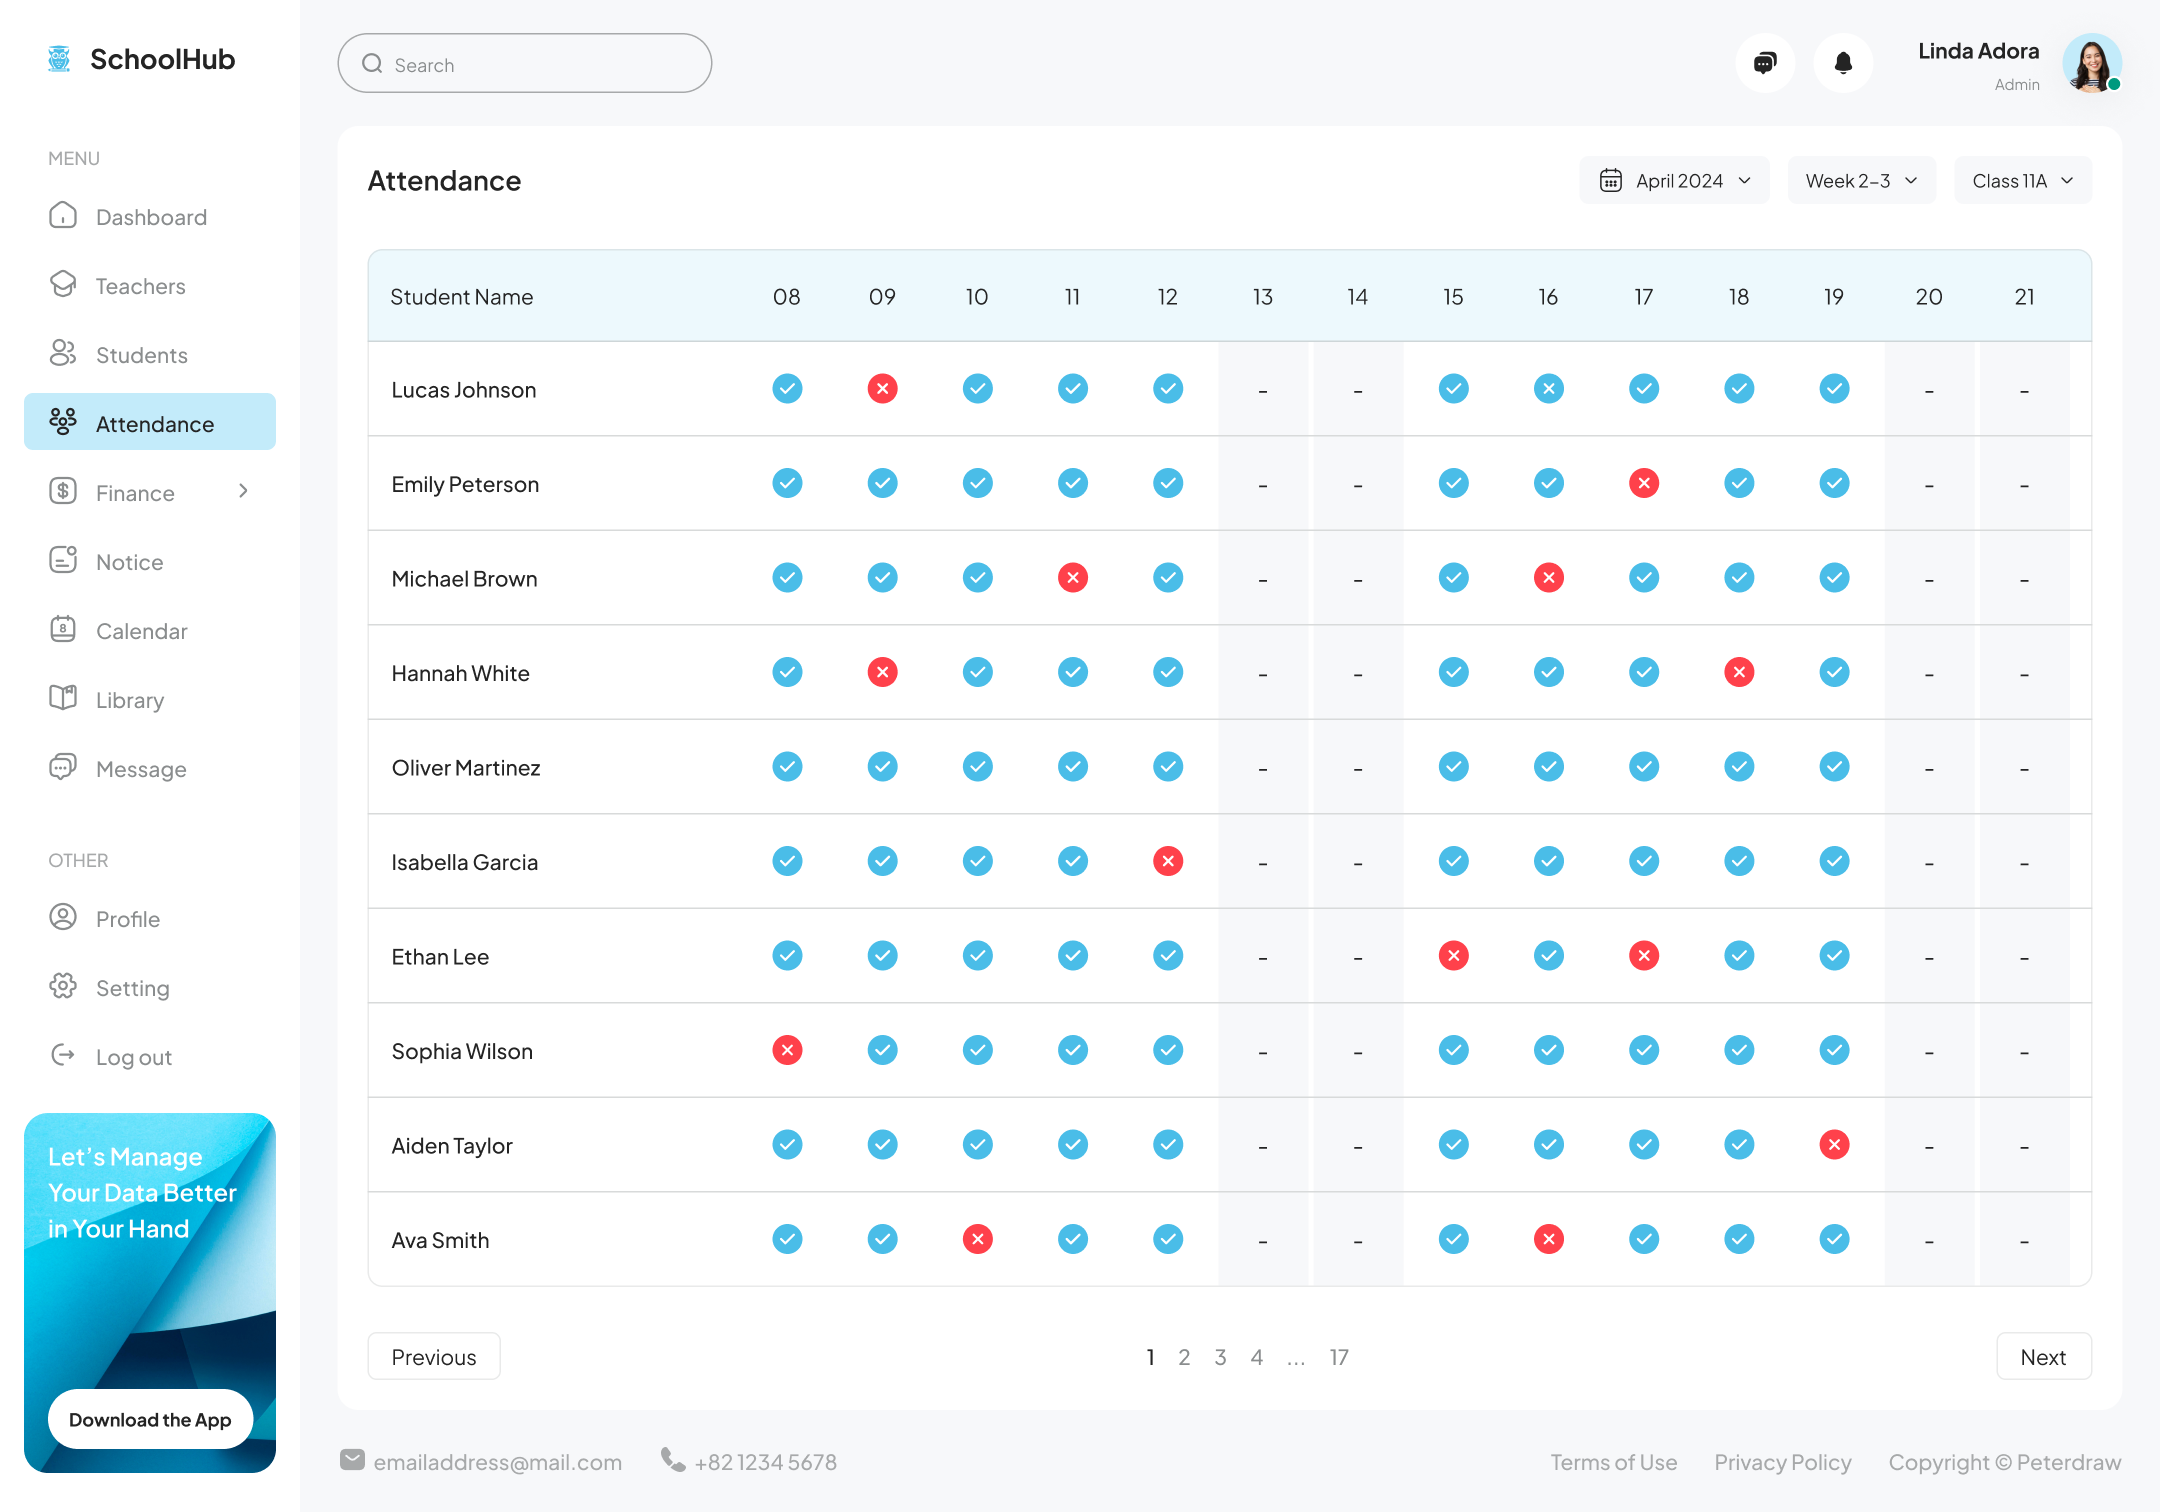 SchoolHub
Search
Linda Adora
Admin
MENU
Dashboard
Teachers
Students
Attendance
Finance
Notice
8
Calendar
Library
Message
OTHER
Profile
Setting
Log out
Let's Manage
Your Data Better
in Your Hand
Download the App
Attendance
April 2024
Week 2–3
Class 11A
Student Name 08 09 10 11 12 13 14 15 16 17 18 19 20 21
Lucas Johnson - - - -
Emily Peterson - - - -
Michael Brown - - - -
Hannah White - - - -
Oliver Martinez - - - -
Isabella Garcia - - - -
Ethan Lee - - - -
Sophia Wilson - - - -
Aiden Taylor - - - -
Ava Smith - - - -
Previous
1 2 3 4 ... 17
Next
emailaddress@mail.com
+82 1234 5678
Terms of Use
Privacy Policy
Copyright © Peterdraw